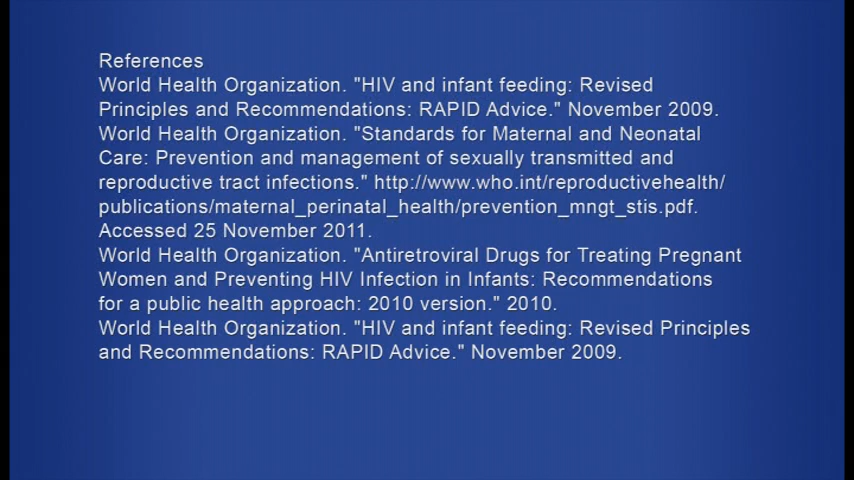 References
World Health Organization. "HIV and infant feeding: Revised
Principles and Recommendations: RAPID Advice." November 2009.
World Health Organization. "Standards for Maternal and Neonatal
Care: Prevention and management of sexually transmitted and
reproductive tract infections." http://www.who.int/reproductivehealth/
publications/maternal_perinatal_health/prevention_mngt_stis.pdf.
Accessed 25 November 2011.
World Health Organization. "Antiretroviral Drugs for Treating Pregnant
Women and Preventing HIV Infection in Infants: Recommendations
for a public health approach: 2010 version." 2010.
World Health Organization. "HIV and infant feeding: Revised Principles
and Recommendations: RAPID Advice." November 2009.